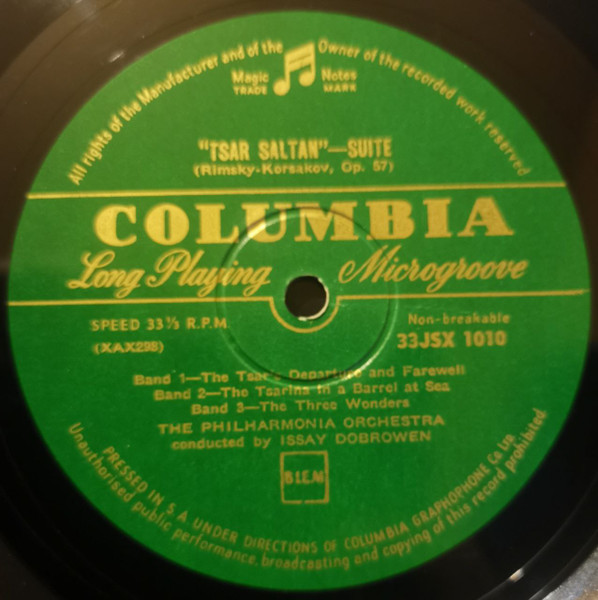 All rights of the Manufacturer and of the Owner of the recorded work reserved
Magic Notes
TRADE MARK
"TSAR SALTAN"—SUITE
(Rimsky-Korsakov, Op. 57)
COLUMBIA
Long Playing Microgroove
SPEED 33⅓ R.P.M. Non-breakable
(XAX298) 33JSX 1010
Band 1—The Tsar's Departure and Farewell
Band 2—The Tsarina in a Barrel at Sea
Band 3—The Three Wonders
THE PHILHARMONIA ORCHESTRA
conducted by ISSAY DOBROWEN
B.I.E.M
PRESSED IN S.A. UNDER DIRECTIONS OF COLUMBIA GRAPHOPHONE Co. Ltd.
Unauthorised public performance, broadcasting and copying of this record prohibited.